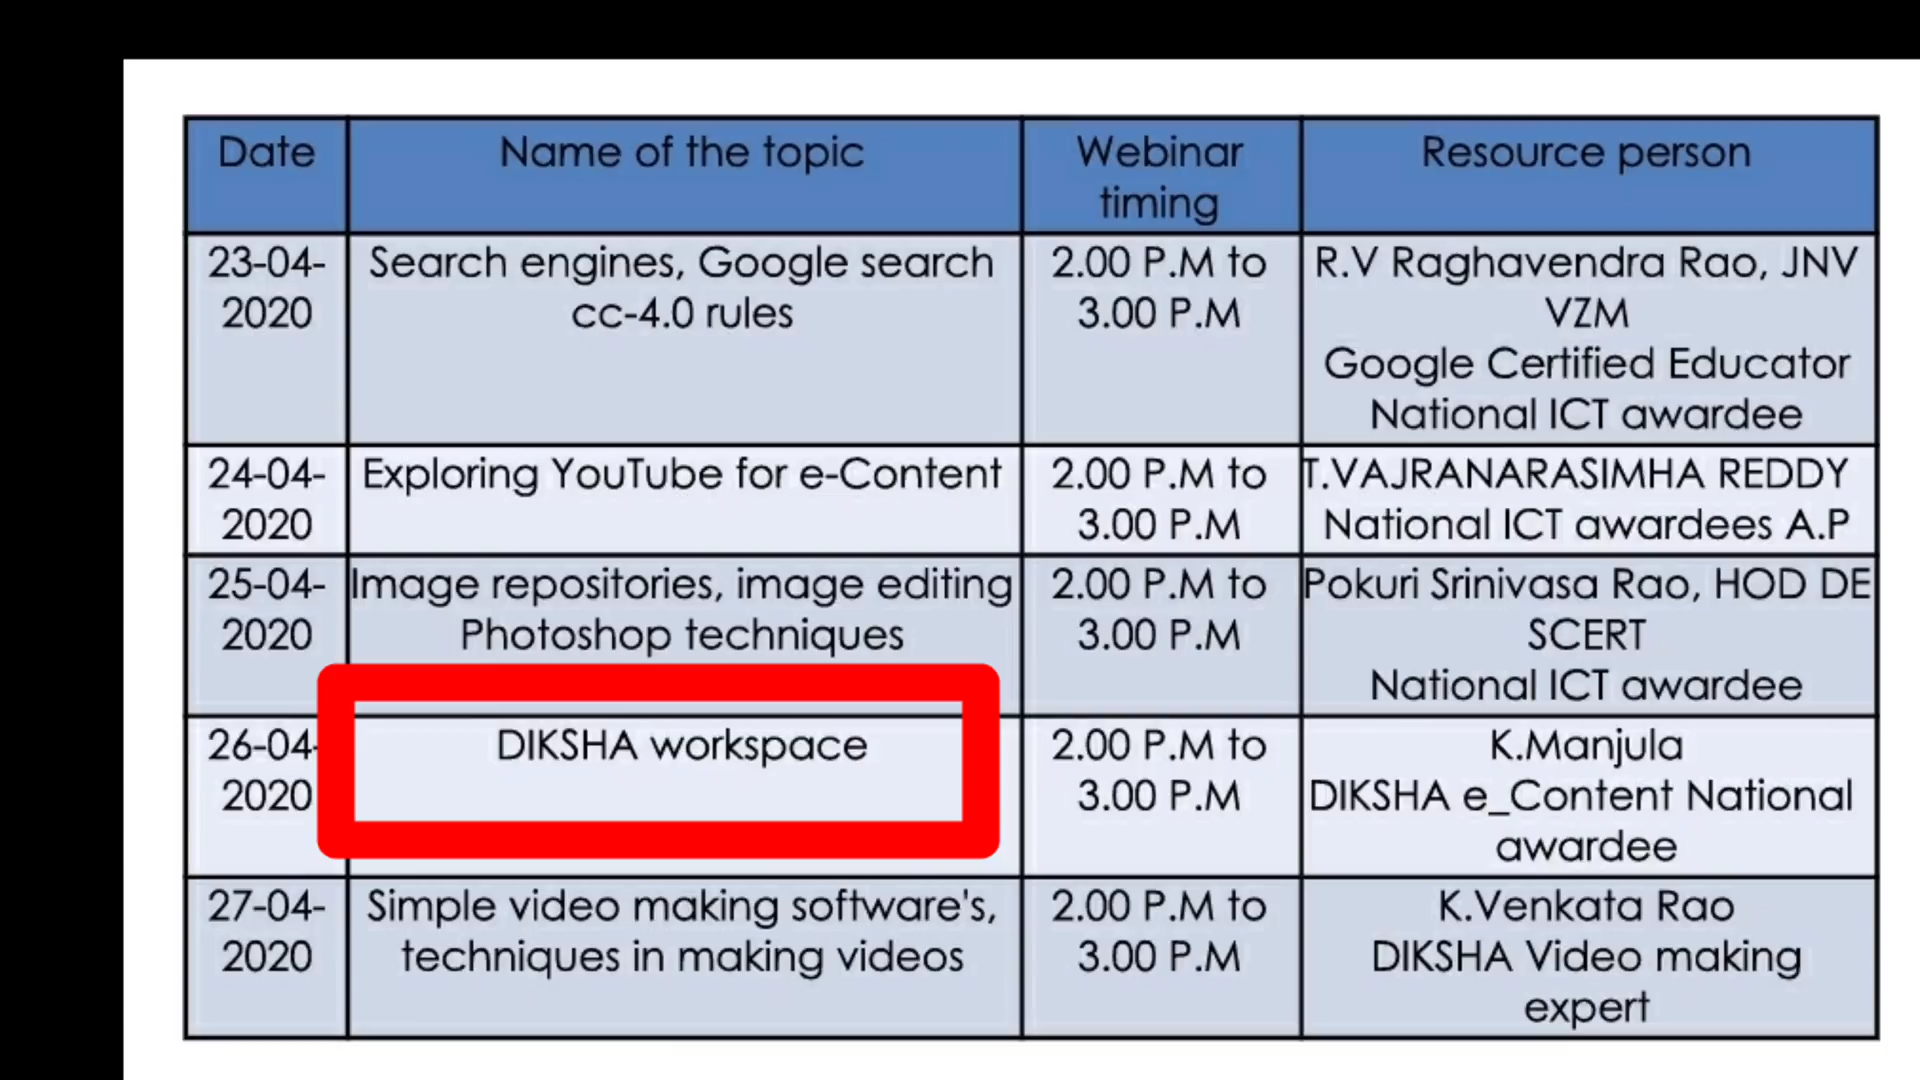 Date Name of the topic Webinar timing Resource person
23-04-2020 Search engines, Google search cc-4.0 rules 2.00 P.M to 3.00 P.M R.V Raghavendra Rao, JNV VZM Google Certified Educator National ICT awardee
24-04-2020 Exploring YouTube for e-Content 2.00 P.M to 3.00 P.M T.VAJRANARASIMHA REDDY National ICT awardees A.P
25-04-2020 Image repositories, image editing Photoshop techniques 2.00 P.M to 3.00 P.M Pokuri Srinivasa Rao, HOD DE SCERT National ICT awardee
26-04-2020 DIKSHA workspace 2.00 P.M to 3.00 P.M K.Manjula DIKSHA e_Content National awardee
27-04-2020 Simple video making software's, techniques in making videos 2.00 P.M to 3.00 P.M K.Venkata Rao DIKSHA Video making expert